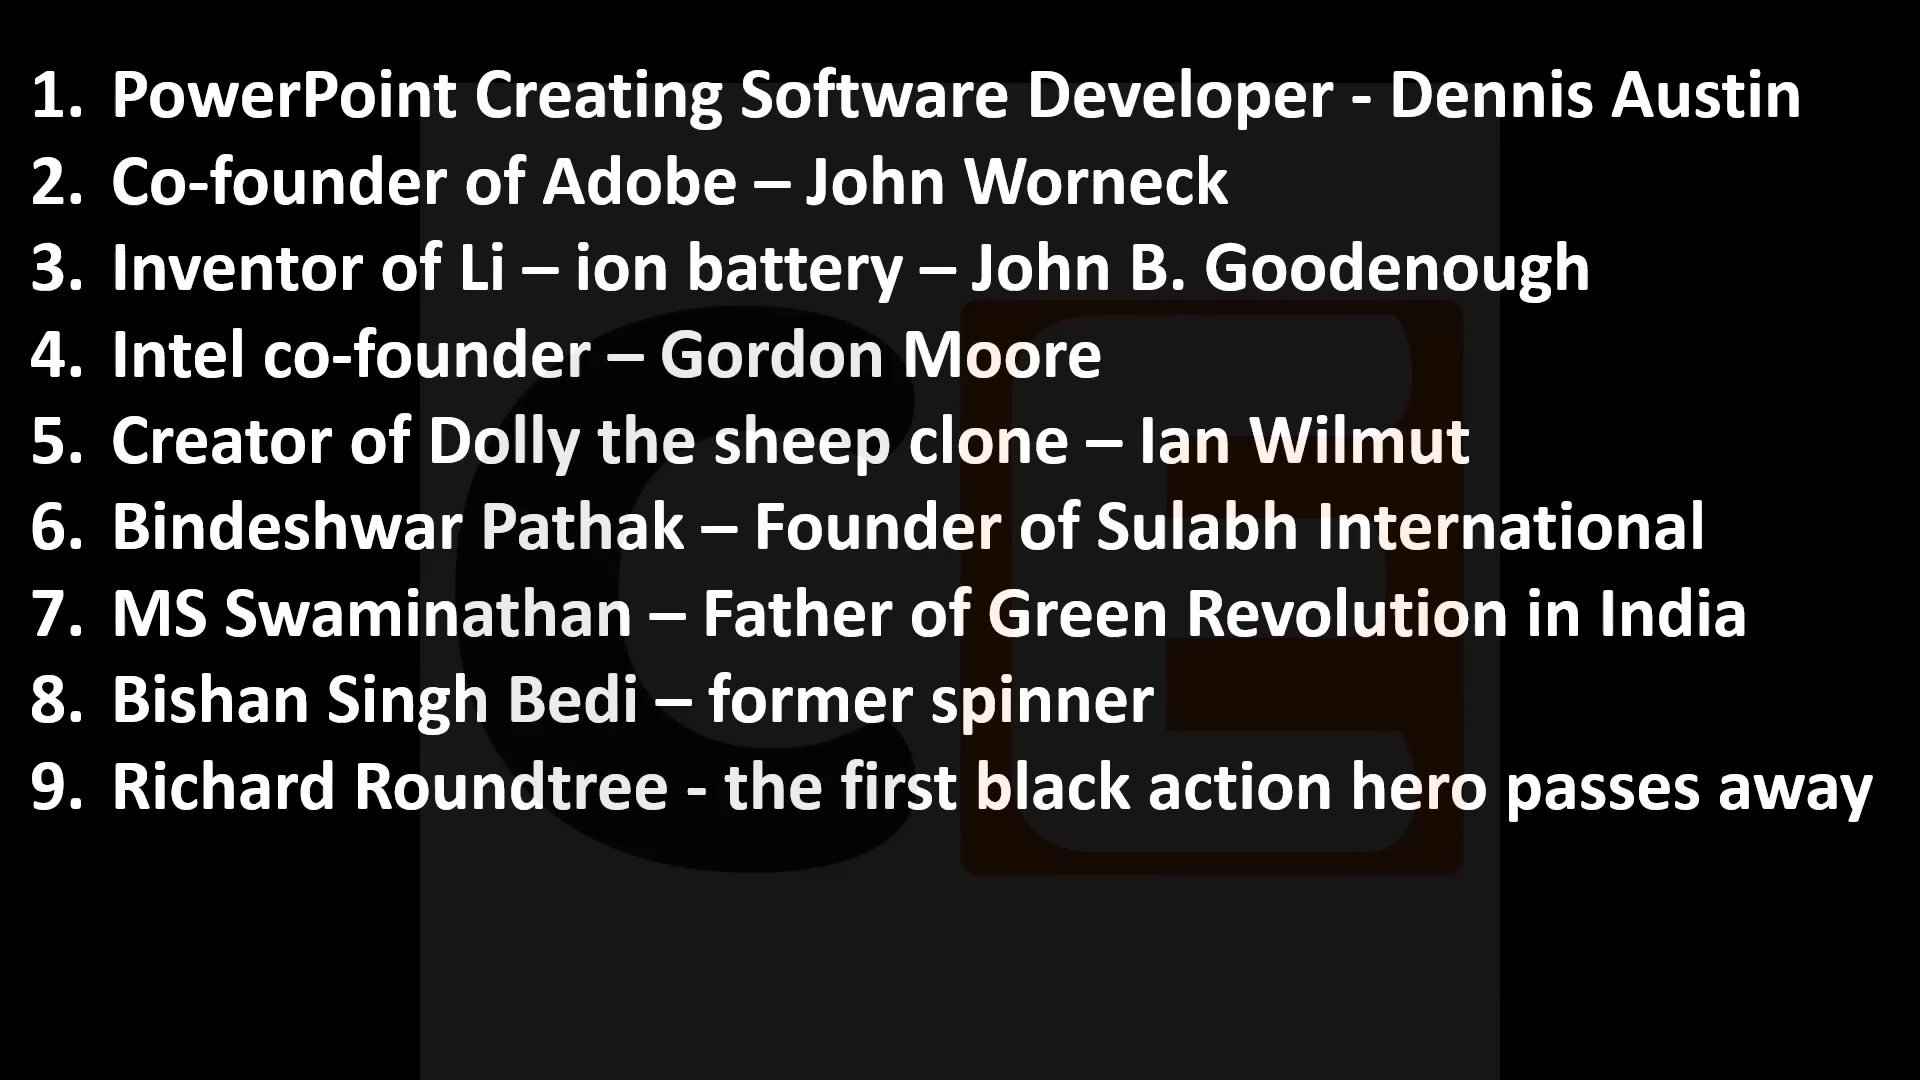 1. PowerPoint Creating Software Developer - Dennis Austin
2. Co-founder of Adobe – John Worneck
3. Inventor of Li – ion battery – John B. Goodenough
4. Intel co-founder – Gordon Moore
5. Creator of Dolly the sheep clone – Ian Wilmut
6. Bindeshwar Pathak – Founder of Sulabh International
7. MS Swaminathan – Father of Green Revolution in India
8. Bishan Singh Bedi – former spinner
9. Richard Roundtree - the first black action hero passes away